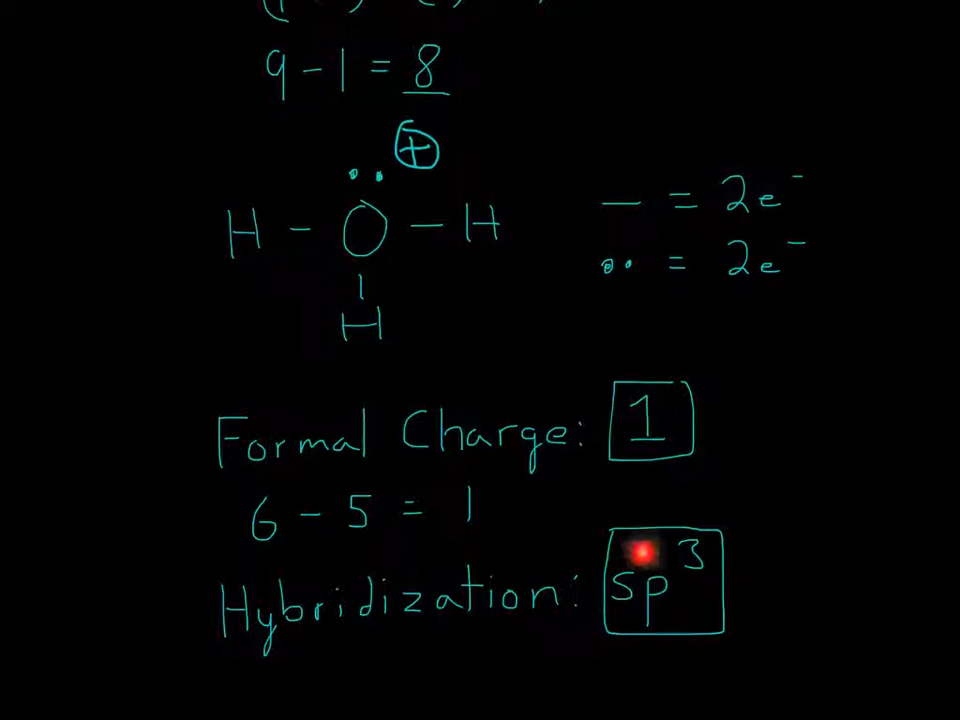 9 - 1 = 8
+
••
H - O - H
|
H
— = 2e⁻
•• = 2e⁻
Formal Charge: 1
6 - 5 = 1
Hybridization: sp³